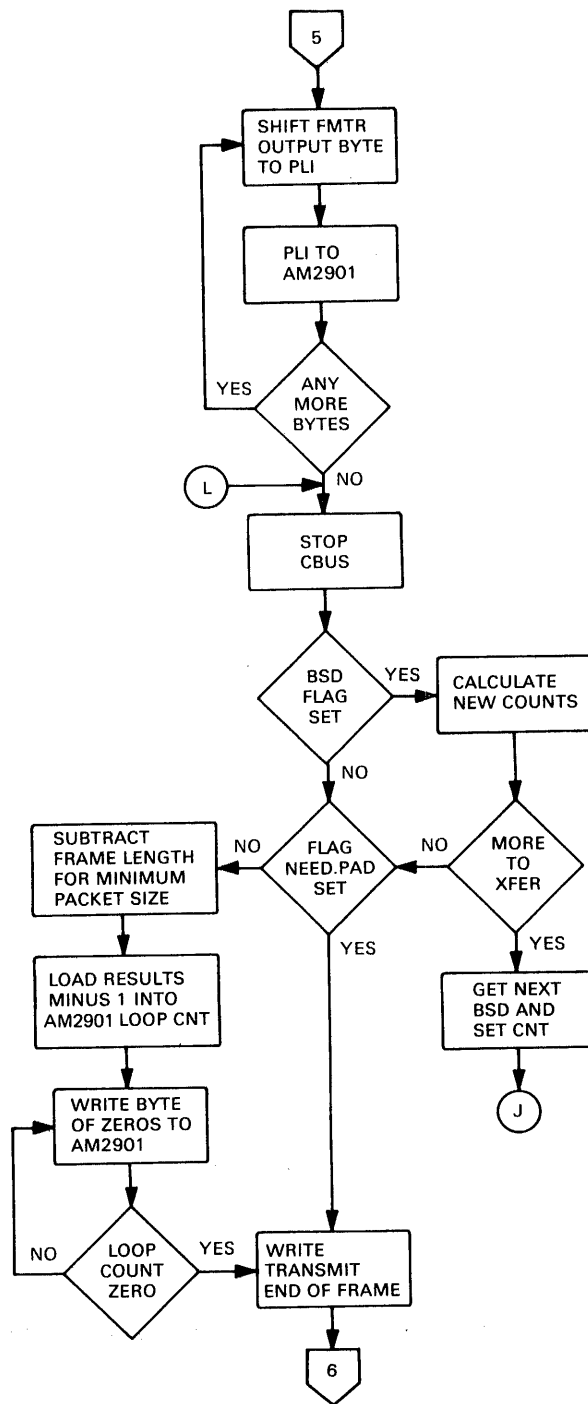 5
SHIFT FMTR
OUTPUT BYTE
TO PLI
PLI TO
AM2901
YES
ANY
MORE
BYTES
L
NO
STOP
CBUS
BSD
FLAG
SET
YES
CALCULATE
NEW COUNTS
NO
SUBTRACT
FRAME LENGTH
FOR MINIMUM
PACKET SIZE
NO
FLAG
NEED.PAD
SET
NO
MORE
TO
XFER
YES
YES
LOAD RESULTS
MINUS 1 INTO
AM2901 LOOP CNT
GET NEXT
BSD AND
SET CNT
J
WRITE BYTE
OF ZEROS TO
AM2901
NO
LOOP
COUNT
ZERO
YES
WRITE
TRANSMIT
END OF FRAME
6